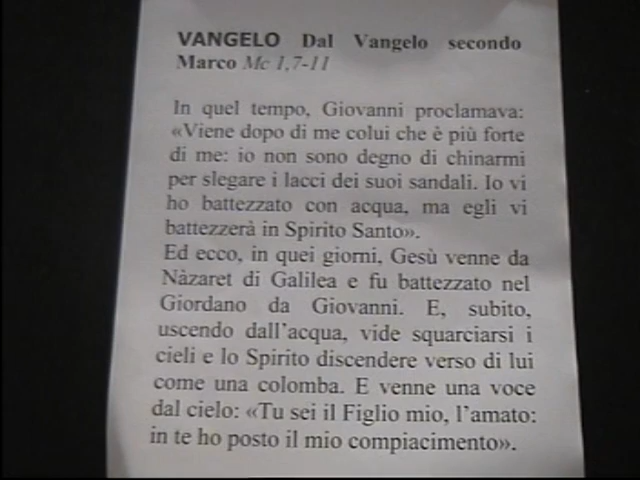 VANGELO Dal Vangelo secondo
Marco Mc 1,7-11
In quel tempo, Giovanni proclamava:
«Viene dopo di me colui che è più forte
di me: io non sono degno di chinarmi
per slegare i lacci dei suoi sandali. Io vi
ho battezzato con acqua, ma egli vi
battezzerà in Spirito Santo».
Ed ecco, in quei giorni, Gesù venne da
Nàzaret di Galilea e fu battezzato nel
Giordano da Giovanni. E, subito,
uscendo dall'acqua, vide squarciarsi i
cieli e lo Spirito discendere verso di lui
come una colomba. E venne una voce
dal cielo: «Tu sei il Figlio mio, l'amato:
in te ho posto il mio compiacimento».